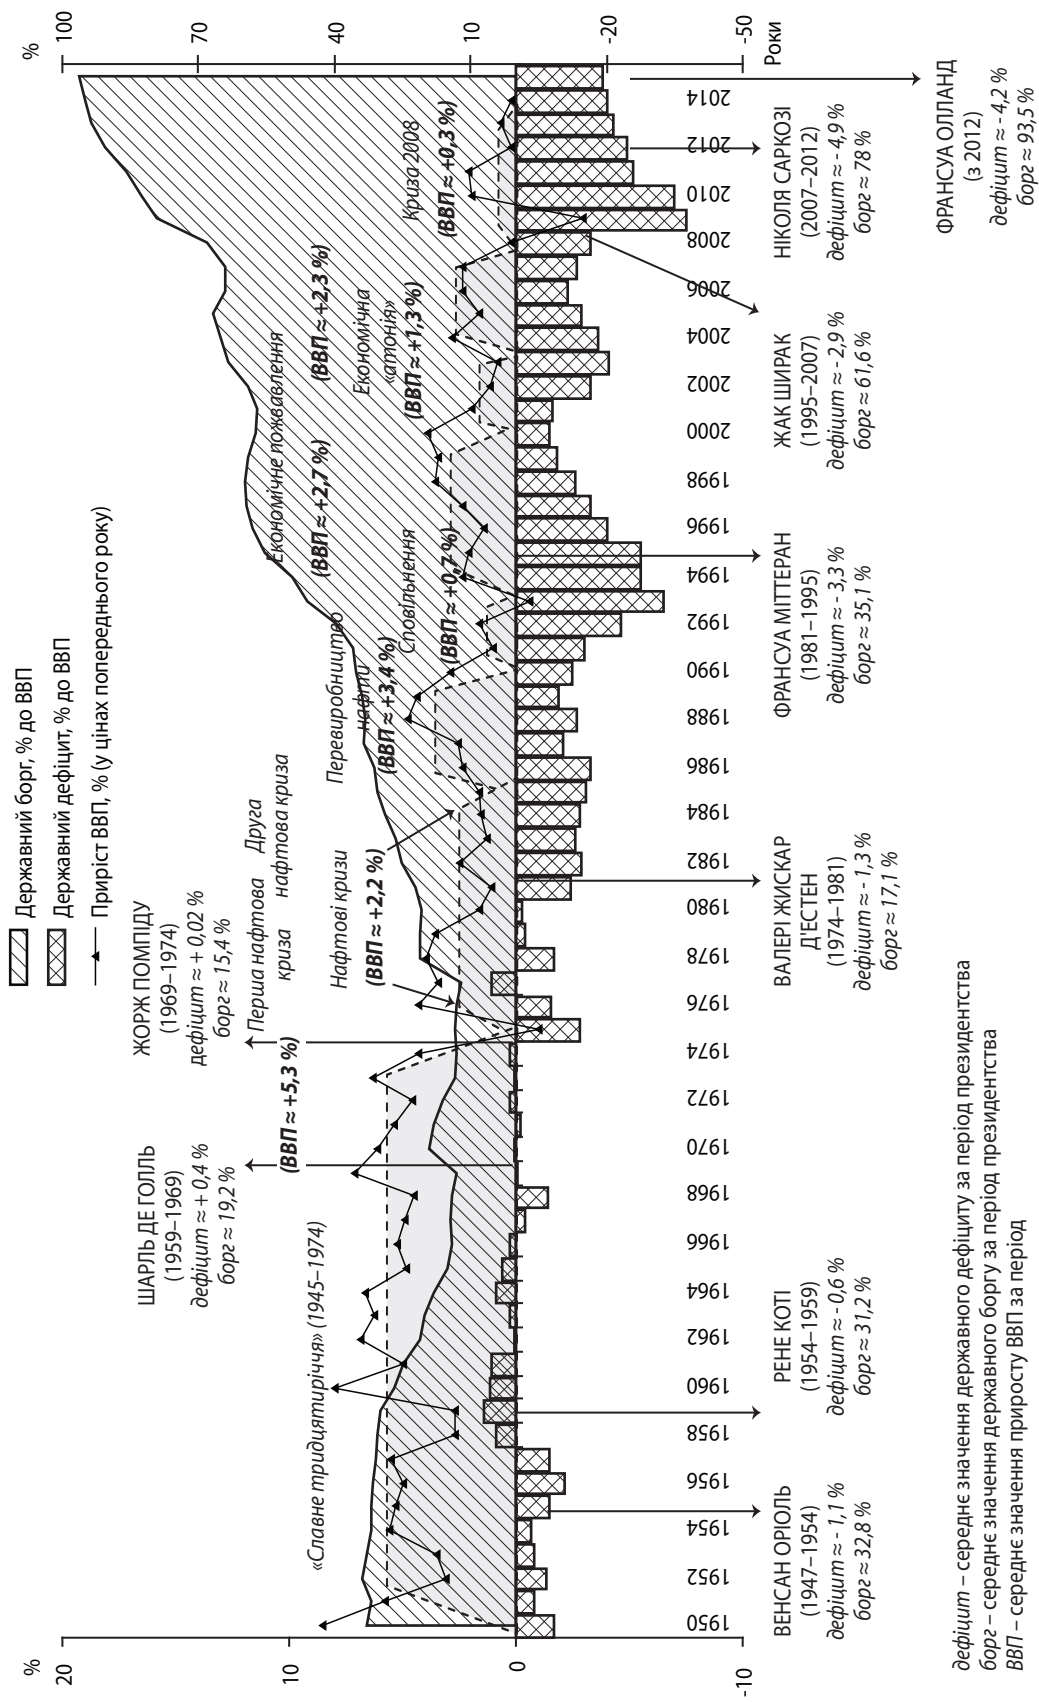 Державний борг, % до ВВП
Державний дефіцит, % до ВВП
Приріст ВВП, % (у цінах попереднього року)
ШАРЛЬ ДЕ ГОЛЛЬ
(1959–1969)
дефіцит ≈ + 0,4 %
борг ≈ 19,2 %
ЖОРЖ ПОМПІДУ
(1969–1974)
дефіцит ≈ + 0,02 %
борг ≈ 15,4 %
%
20
10
0
-10
%
100
70
40
10
-20
-50
Роки
«Славне тридцятиріччя» (1945–1974)
(ВВП ≈ +5,3 %)
Перша нафтова
криза
Друга
нафтова криза
Нафтові кризи
(ВВП ≈ +2,2 %)
Перевиробництво
нафти
(ВВП ≈ +3,4 %)
Сповільнення
(ВВП ≈ +0,7 %)
Економічне пожвавлення
(ВВП ≈ +2,7 %)
(ВВП ≈ +2,3 %)
Економічна
«атонія»
(ВВП ≈ +1,3 %)
Криза 2008
(ВВП ≈ +0,3 %)
1950
1952
1954
1956
1958
1960
1962
1964
1966
1968
1970
1972
1974
1976
1978
1980
1982
1984
1986
1988
1990
1992
1994
1996
1998
2000
2002
2004
2006
2008
2010
2012
2014
ВЕНСАН ОРІОЛЬ
(1947–1954)
дефіцит ≈ - 1,1 %
борг ≈ 32,8 %
РЕНЕ КОТІ
(1954–1959)
дефіцит ≈ - 0,6 %
борг ≈ 31,2 %
ВАЛЕРІ ЖИСКАР
Д'ЕСТЕН
(1974–1981)
дефіцит ≈ - 1,3 %
борг ≈ 17,1 %
ФРАНСУА МІТТЕРАН
(1981–1995)
дефіцит ≈ - 3,3 %
борг ≈ 35,1 %
ЖАК ШИРАК
(1995–2007)
дефіцит ≈ -2,9 %
борг ≈ 61,6 %
НІКОЛЯ САРКОЗІ
(2007–2012)
дефіцит ≈ - 4,9 %
борг ≈ 78 %
ФРАНСУА ОЛЛАНД
(з 2012)
дефіцит ≈ - 4,2 %
борг ≈ 93,5 %
дефіцит – середнє значення державного дефіциту за період президентства
борг – середнє значення державного боргу за період президентства
ВВП – середнє значення приросту ВВП за період